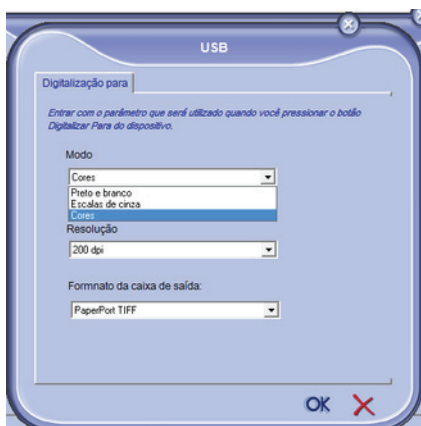 USB
Digitalização para
Entrar com o parâmetro que será utilizado quando você pressionar o botão
Digitalizar Para do dispositivo.
Modo
Cores
Preto e branco
Escalas de cinza
Cores
Resolução
200 dpi
Formnato da caixa de saída:
PaperPort TIFF
OK